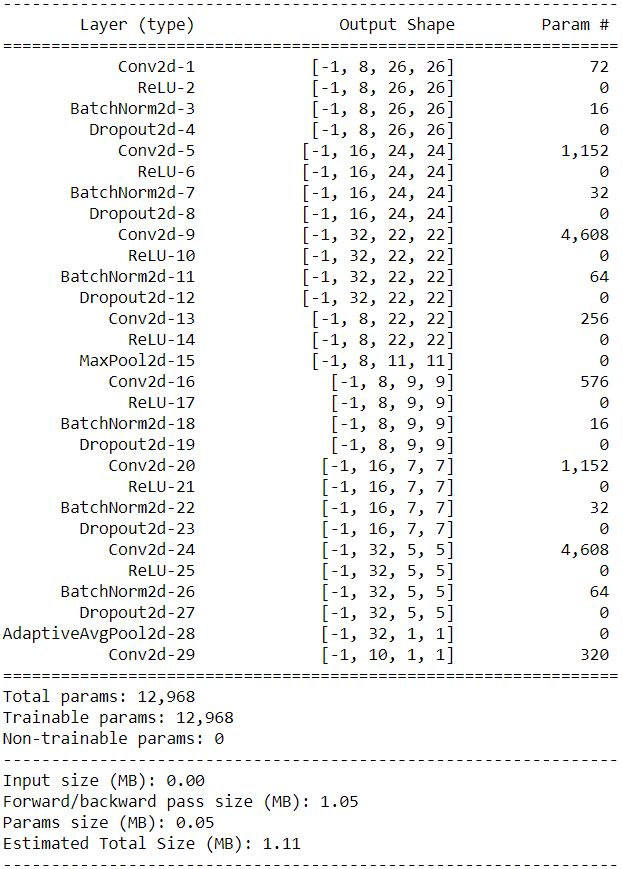 ----------------------------------------------------------------
Layer (type) Output Shape Param #
================================================================
Conv2d-1 [-1, 8, 26, 26] 72
ReLU-2 [-1, 8, 26, 26] 0
BatchNorm2d-3 [-1, 8, 26, 26] 16
Dropout2d-4 [-1, 8, 26, 26] 0
Conv2d-5 [-1, 16, 24, 24] 1,152
ReLU-6 [-1, 16, 24, 24] 0
BatchNorm2d-7 [-1, 16, 24, 24] 32
Dropout2d-8 [-1, 16, 24, 24] 0
Conv2d-9 [-1, 32, 22, 22] 4,608
ReLU-10 [-1, 32, 22, 22] 0
BatchNorm2d-11 [-1, 32, 22, 22] 64
Dropout2d-12 [-1, 32, 22, 22] 0
Conv2d-13 [-1, 8, 22, 22] 256
ReLU-14 [-1, 8, 22, 22] 0
MaxPool2d-15 [-1, 8, 11, 11] 0
Conv2d-16 [-1, 8, 9, 9] 576
ReLU-17 [-1, 8, 9, 9] 0
BatchNorm2d-18 [-1, 8, 9, 9] 16
Dropout2d-19 [-1, 8, 9, 9] 0
Conv2d-20 [-1, 16, 7, 7] 1,152
ReLU-21 [-1, 16, 7, 7] 0
BatchNorm2d-22 [-1, 16, 7, 7] 32
Dropout2d-23 [-1, 16, 7, 7] 0
Conv2d-24 [-1, 32, 5, 5] 4,608
ReLU-25 [-1, 32, 5, 5] 0
BatchNorm2d-26 [-1, 32, 5, 5] 64
Dropout2d-27 [-1, 32, 5, 5] 0
AdaptiveAvgPool2d-28 [-1, 32, 1, 1] 0
Conv2d-29 [-1, 10, 1, 1] 320
================================================================
Total params: 12,968
Trainable params: 12,968
Non-trainable params: 0
----------------------------------------------------------------
Input size (MB): 0.00
Forward/backward pass size (MB): 1.05
Params size (MB): 0.05
Estimated Total Size (MB): 1.11
----------------------------------------------------------------